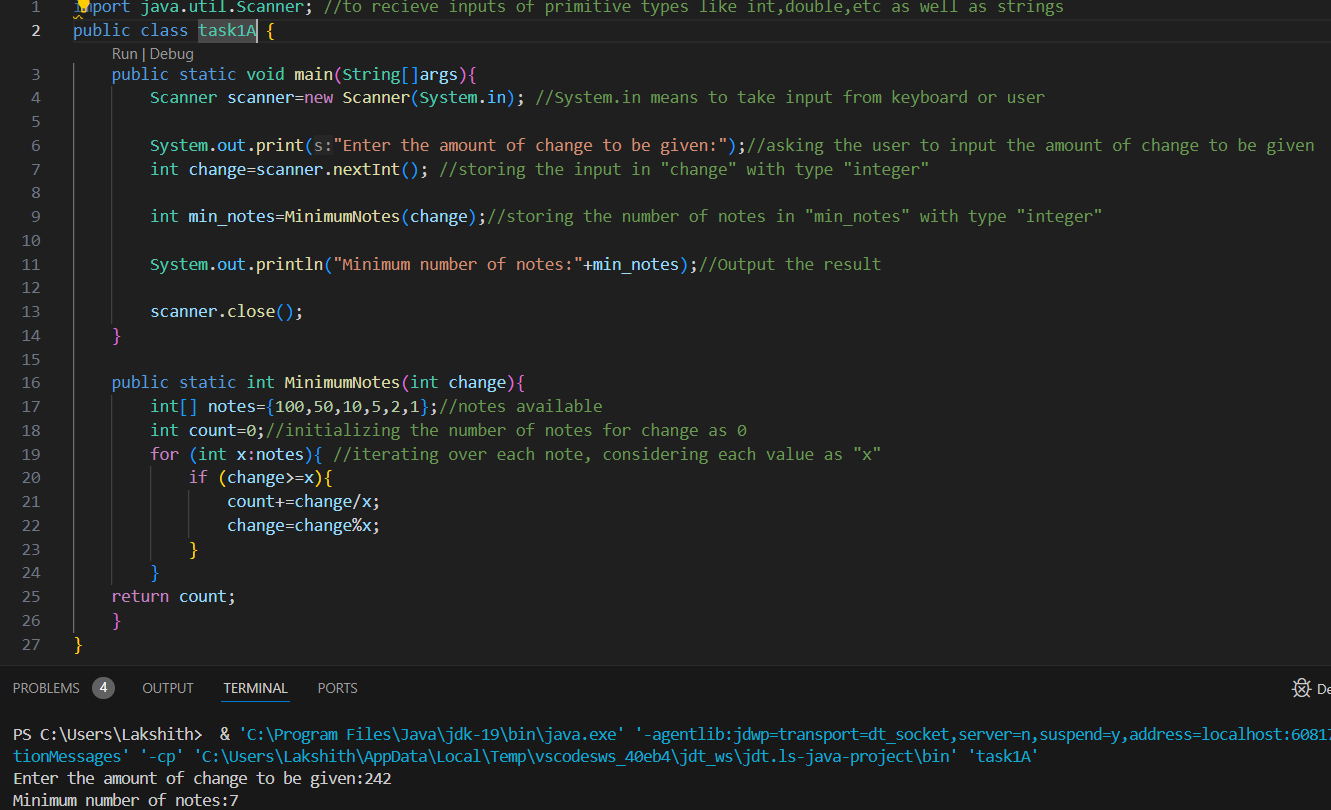 1 import java.util.Scanner; //to recieve inputs of primitive types like int,double,etc as well as strings
2 public class task1A {
Run | Debug
3 public static void main(String[]args){
4 Scanner scanner=new Scanner(System.in); //System.in means to take input from keyboard or user
5
6 System.out.print(s:"Enter the amount of change to be given:");//asking the user to input the amount of change to be given
7 int change=scanner.nextInt(); //storing the input in "change" with type "integer"
8
9 int min_notes=MinimumNotes(change);//storing the number of notes in "min_notes" with type "integer"
10
11 System.out.println("Minimum number of notes:"+min_notes);//Output the result
12
13 scanner.close();
14 }
15
16 public static int MinimumNotes(int change){
17 int[] notes={100,50,10,5,2,1};//notes available
18 int count=0;//initializing the number of notes for change as 0
19 for (int x:notes){ //iterating over each note, considering each value as "x"
20 if (change>=x){
21 count+=change/x;
22 change=change%x;
23 }
24 }
25 return count;
26 }
27 }
PROBLEMS 4 OUTPUT TERMINAL PORTS De
PS C:\Users\Lakshith> & 'C:\Program Files\Java\jdk-19\bin\java.exe' '-agentlib:jdwp=transport=dt_socket,server=n,suspend=y,address=localhost:60817
tionMessages' '-cp' 'C:\Users\Lakshith\AppData\Local\Temp\vscodesws_40eb4\jdt_ws\jdt.ls-java-project\bin' 'task1A'
Enter the amount of change to be given:242
Minimum number of notes:7